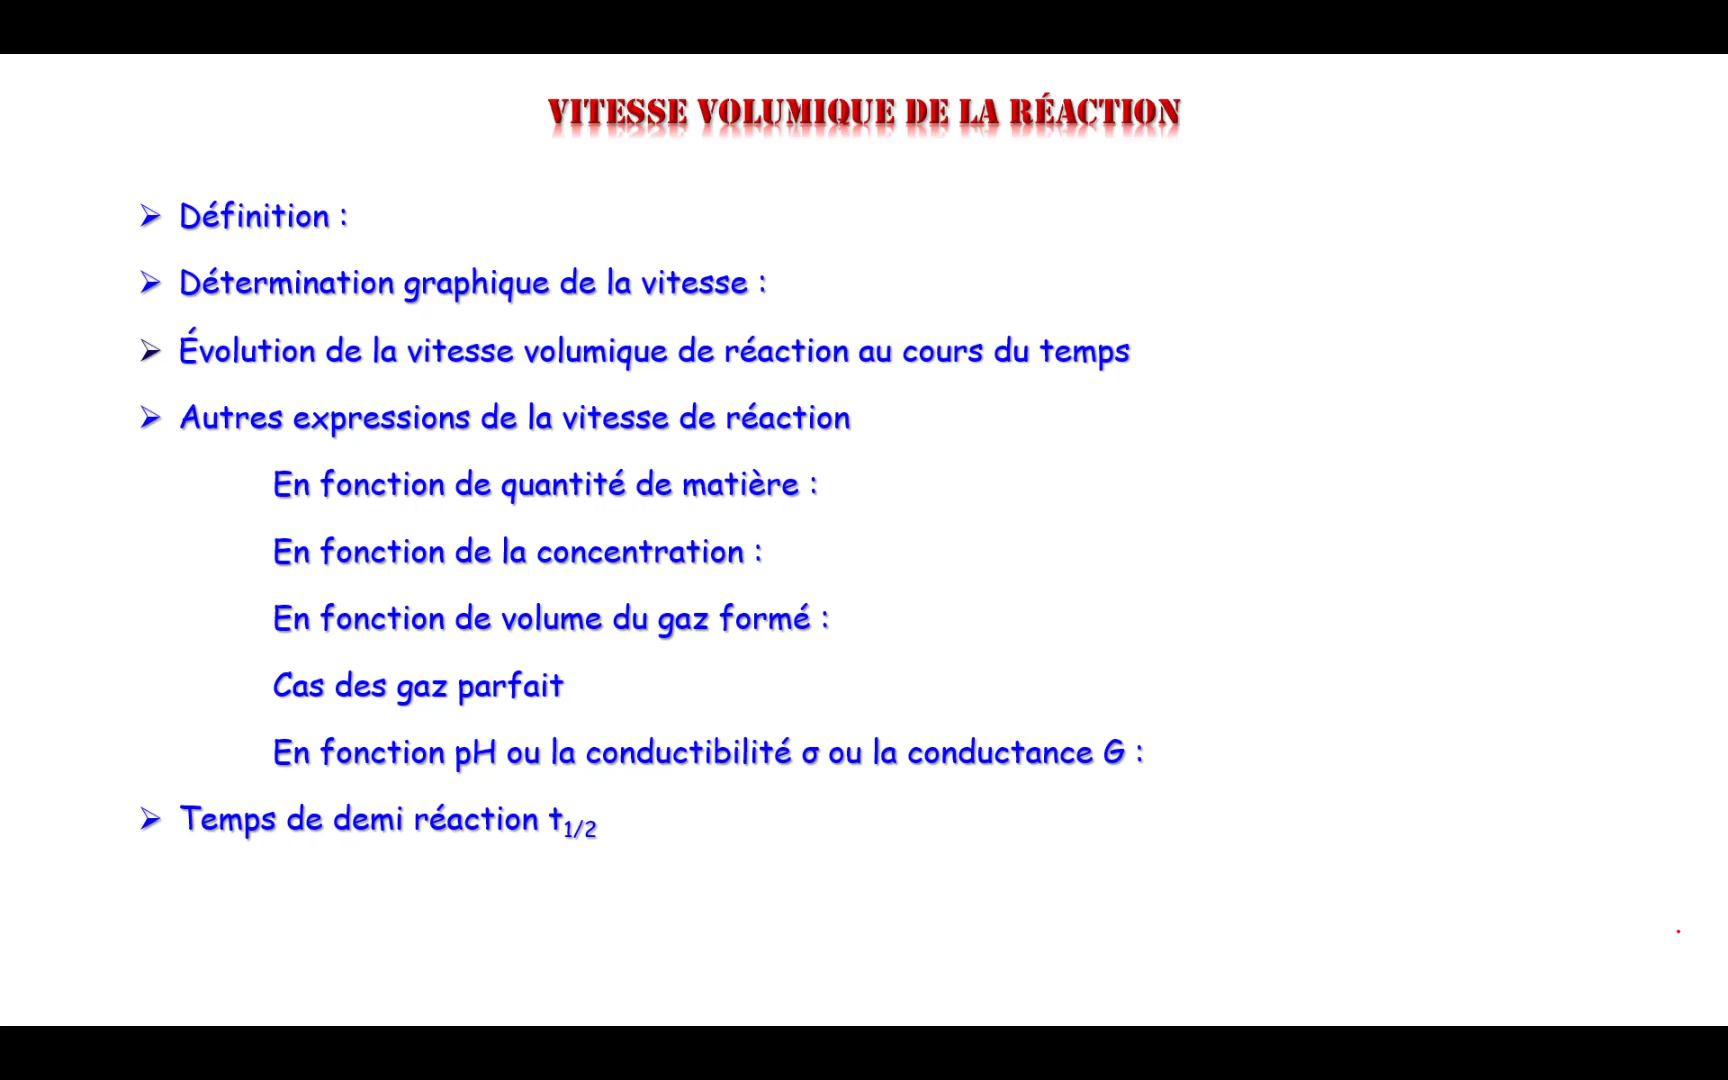 VITESSE VOLUMIQUE DE LA RÉACTION
➢ Définition :
➢ Détermination graphique de la vitesse :
➢ Évolution de la vitesse volumique de réaction au cours du temps
➢ Autres expressions de la vitesse de réaction
En fonction de quantité de matière :
En fonction de la concentration :
En fonction de volume du gaz formé :
Cas des gaz parfait
En fonction pH ou la conductibilité σ ou la conductance G :
➢ Temps de demi réaction t1/2